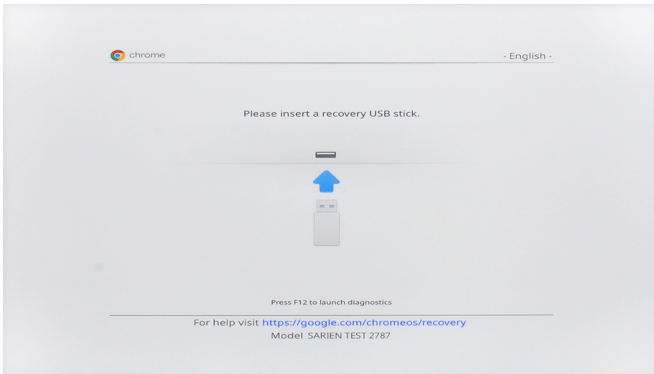 chrome
- English -
Please insert a recovery USB stick.
Press F12 to launch diagnostics
For help visit https://google.com/chromeos/recovery
Model SARIEN TEST 2787